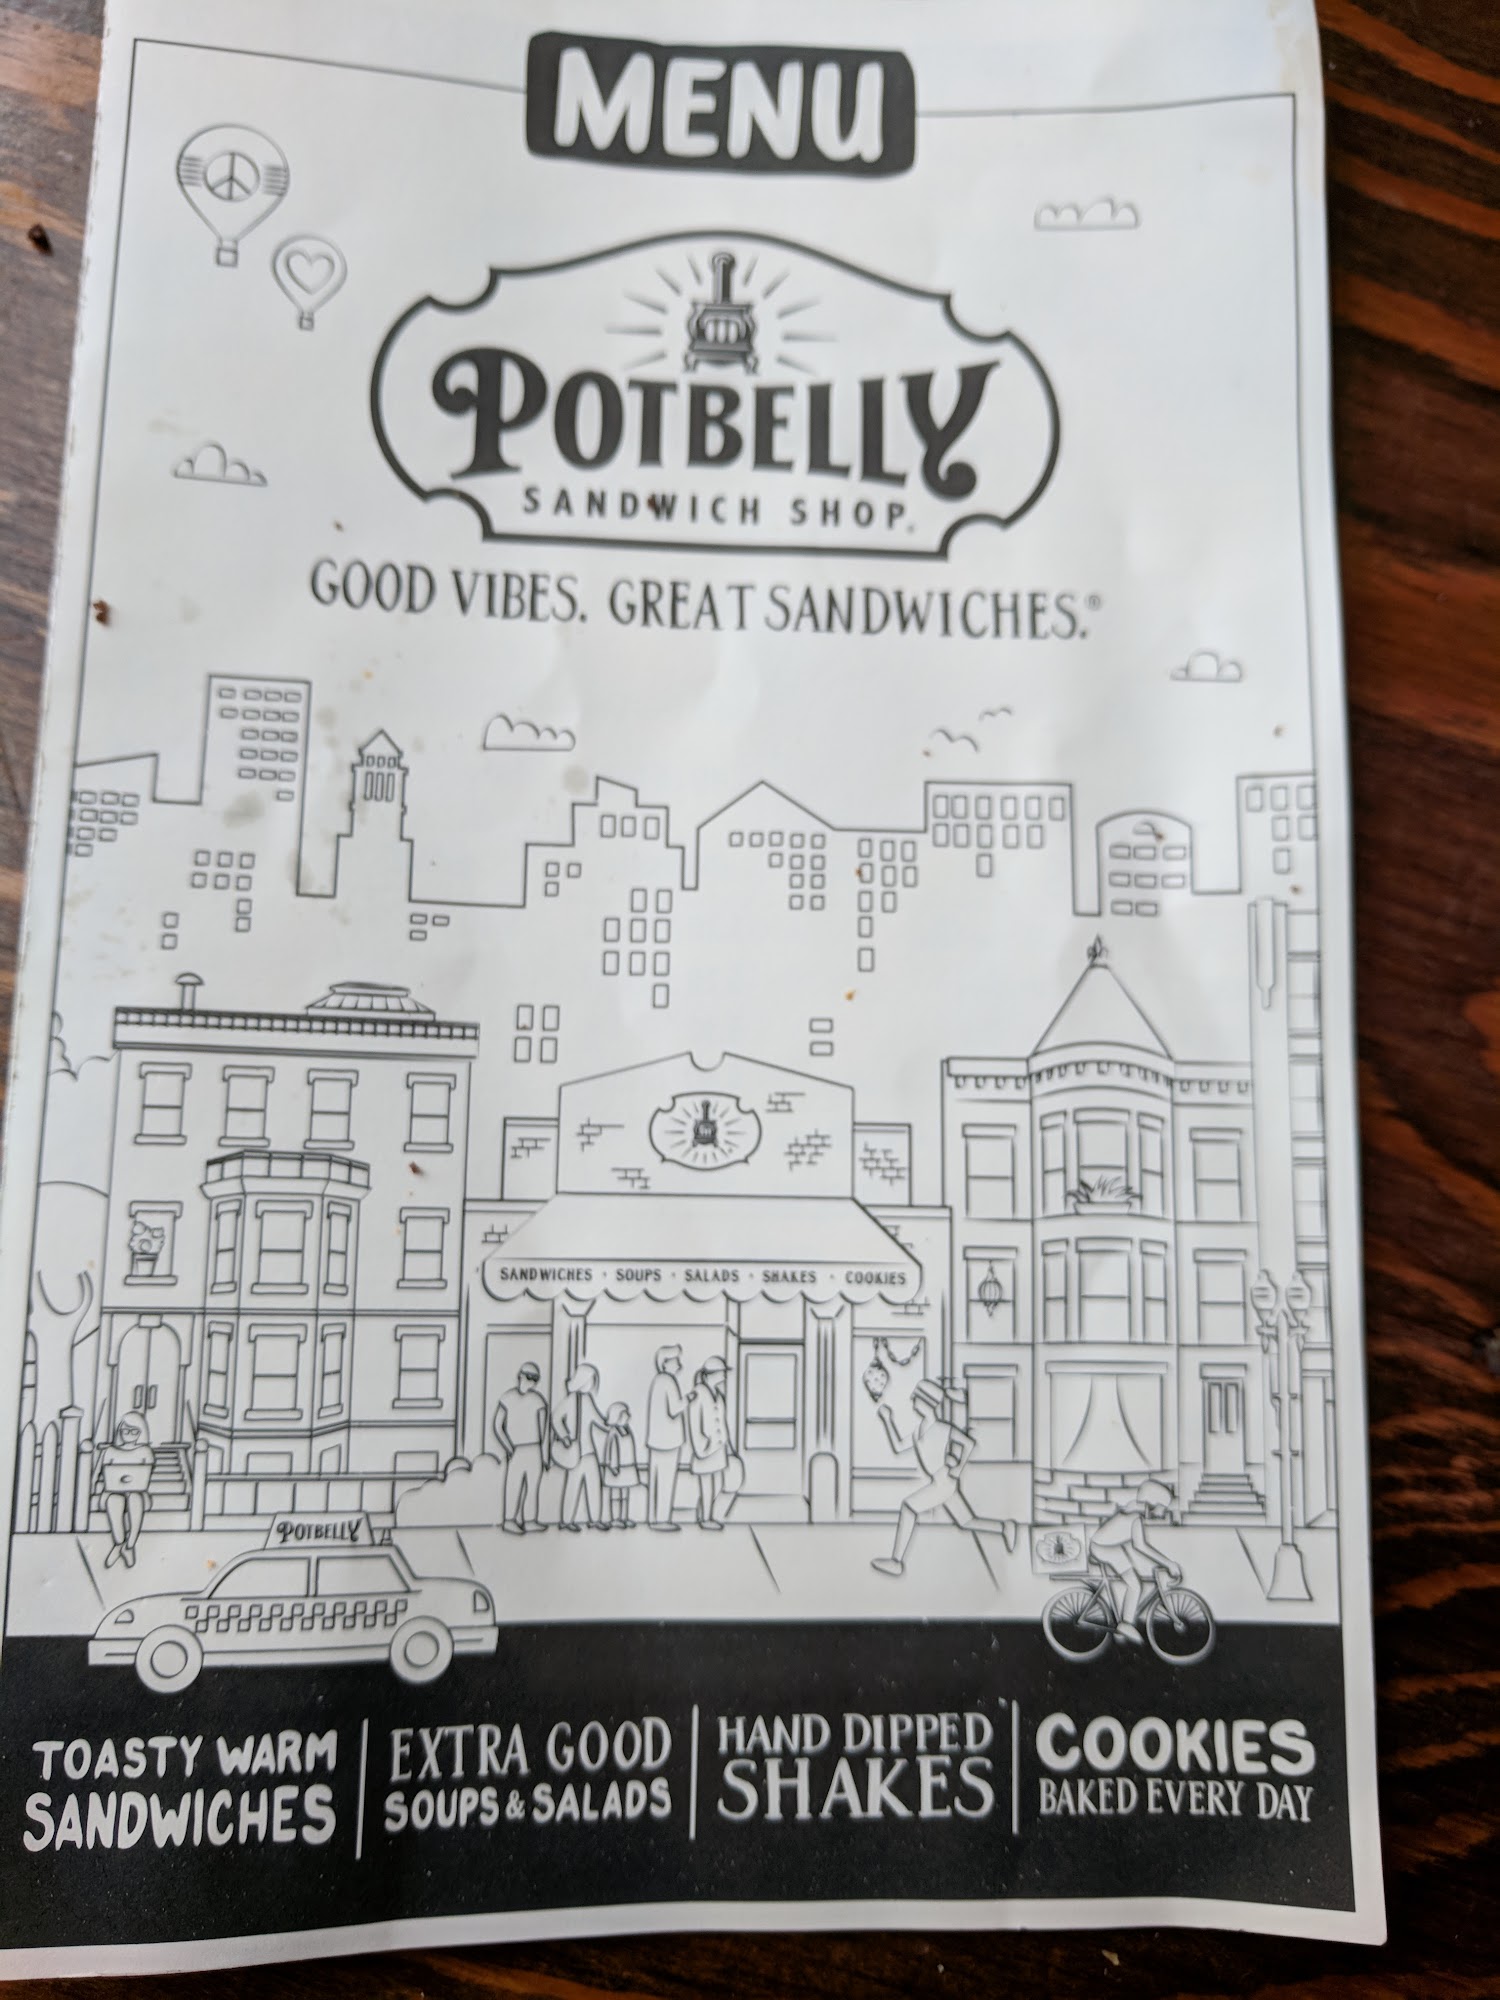 MENU
POTBELLY
SANDWICH SHOP®
GOOD VIBES. GREAT SANDWICHES.®
SANDWICHES · SOUPS · SALADS · SHAKES · COOKIES
POTBELLY
TOASTY WARM
SANDWICHES
EXTRA GOOD
SOUPS & SALADS
HAND DIPPED
SHAKES
COOKIES
BAKED EVERY DAY